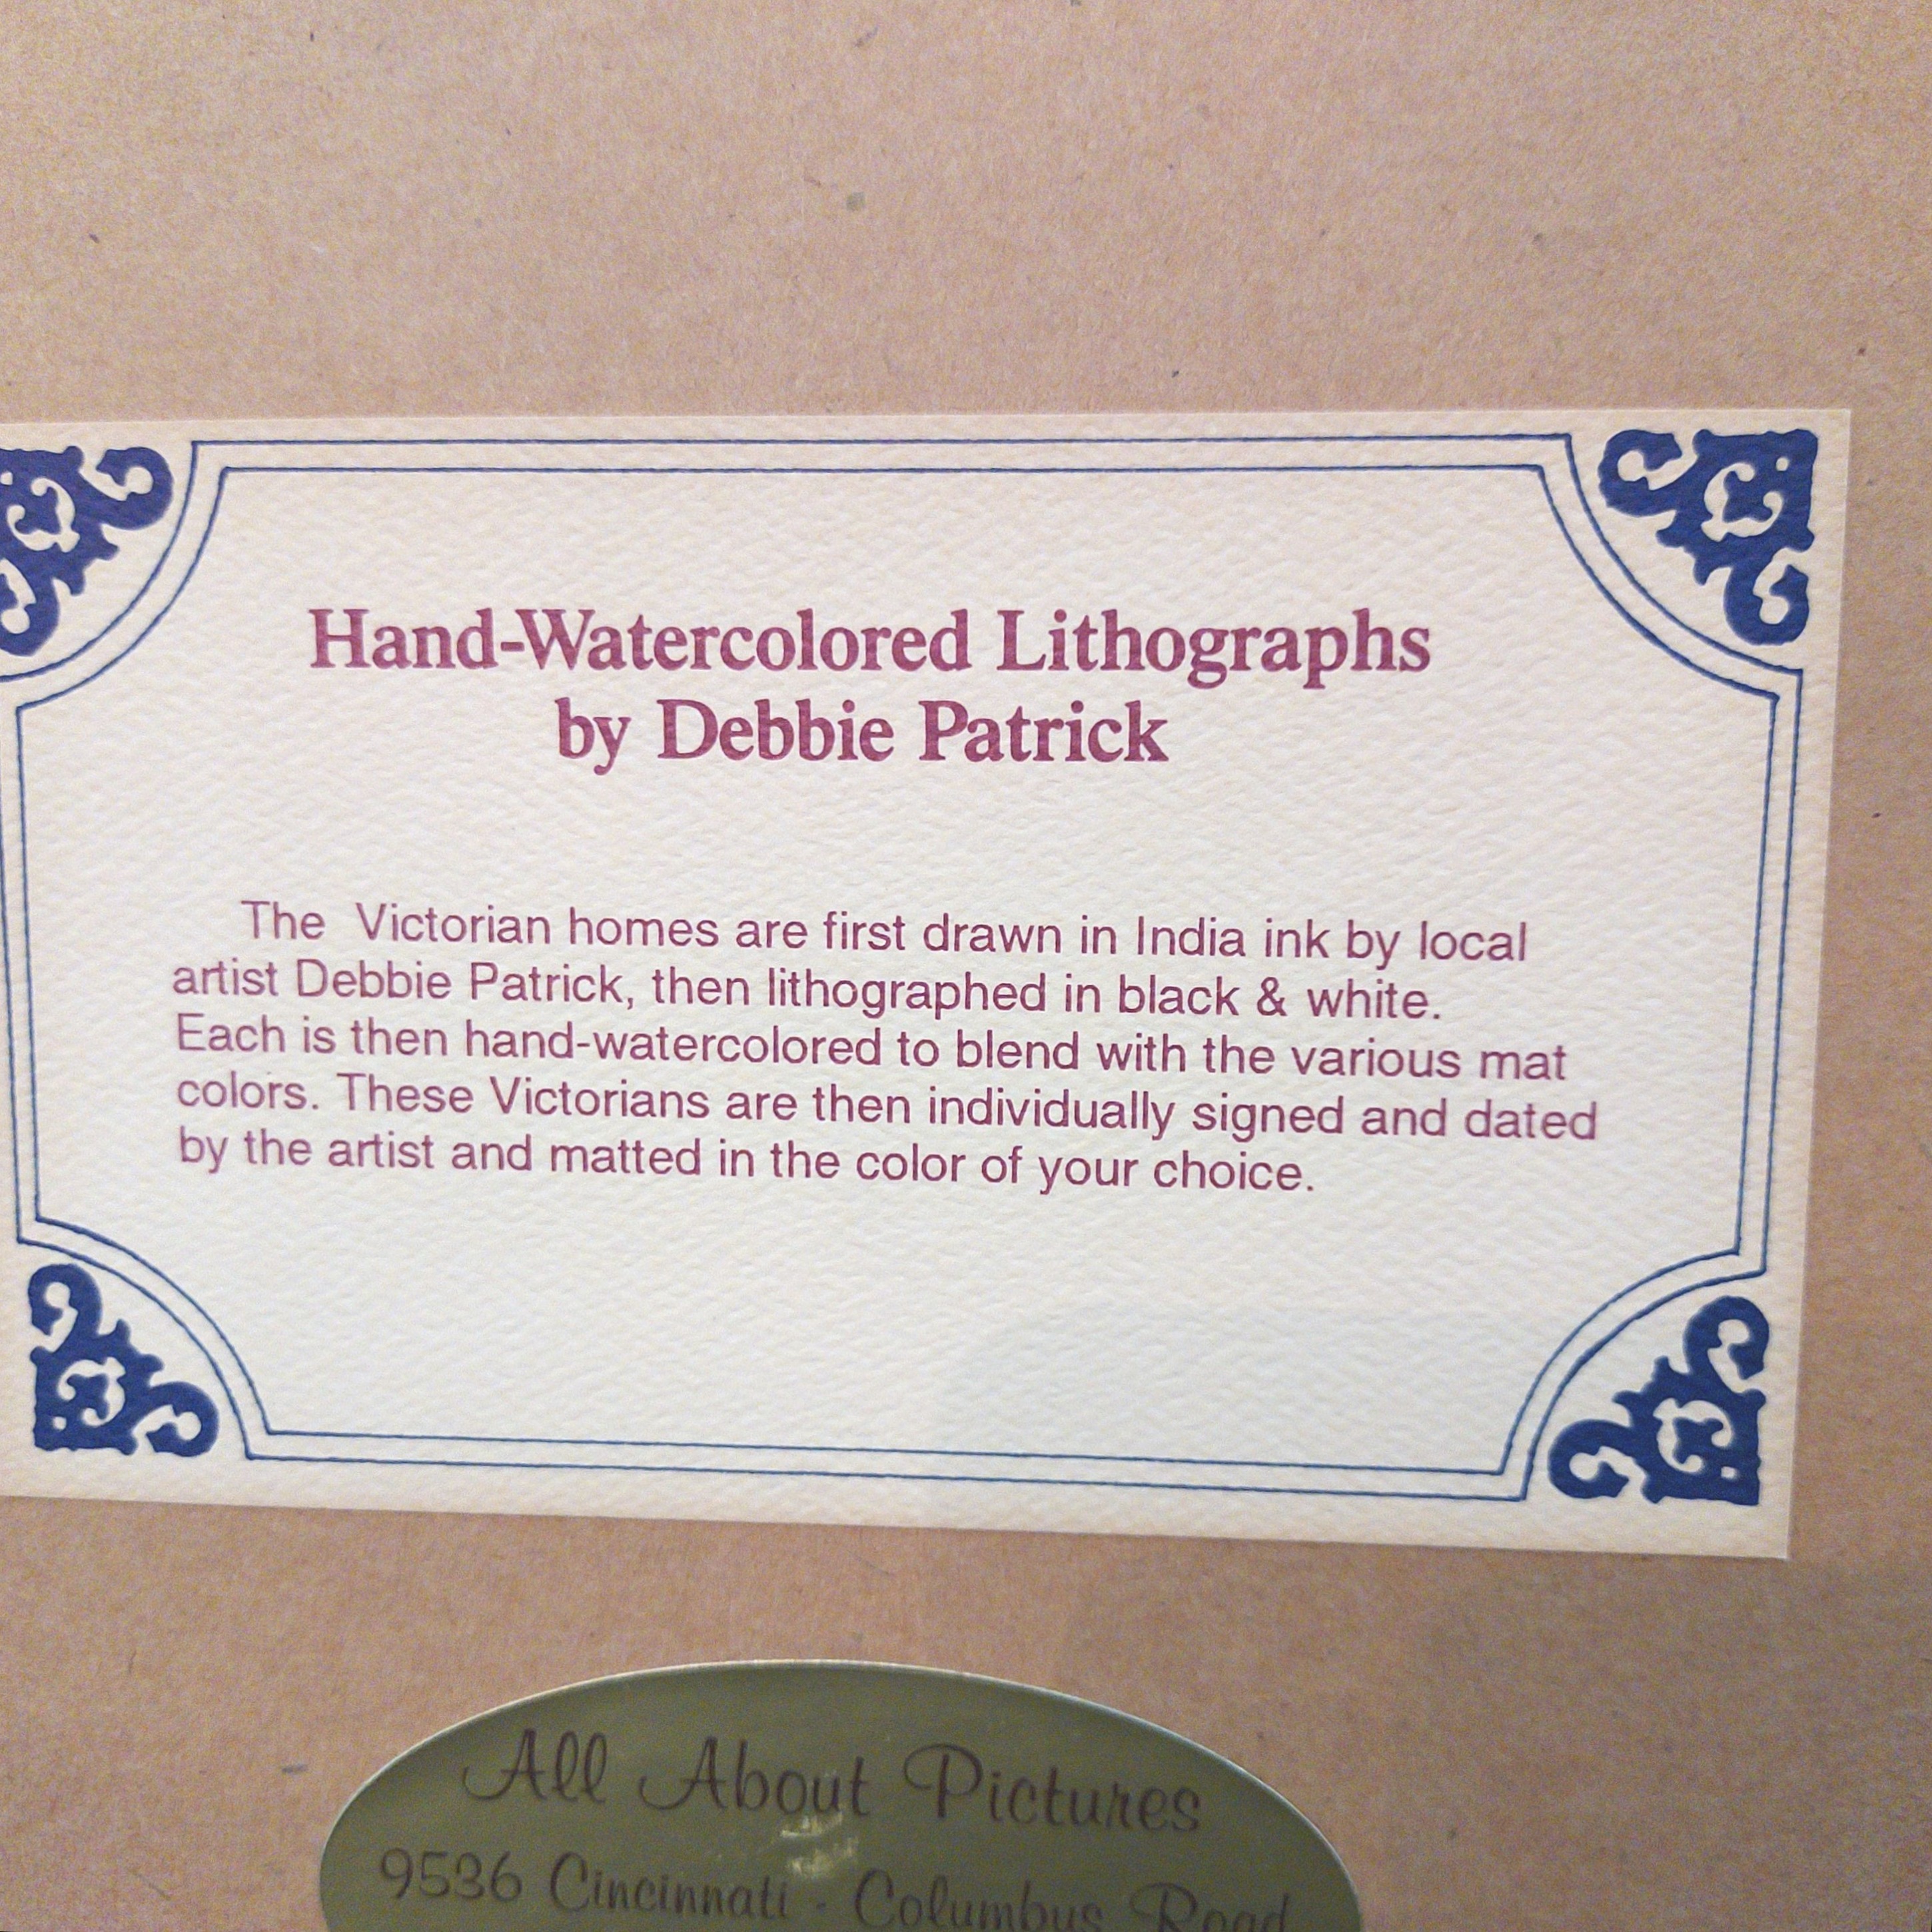 Hand-Watercolored Lithographs
by Debbie Patrick
The Victorian homes are first drawn in India ink by local
artist Debbie Patrick, then lithographed in black & white.
Each is then hand-watercolored to blend with the various mat
colors. These Victorians are then individually signed and dated
by the artist and matted in the color of your choice.
All About Pictures
9536 Cincinnati - Columbus Road